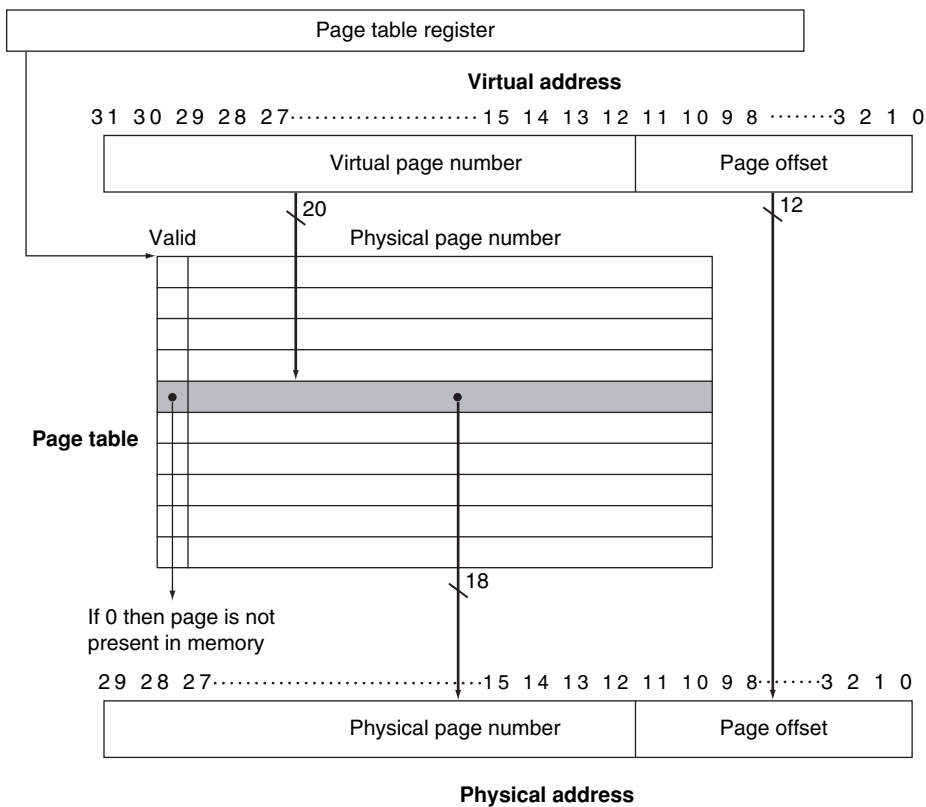 Page table register
Virtual address
31 30 29 28 27·······················15 14 13 12 11 10 9 8 ········3 2 1 0
Virtual page number Page offset
20 12
Valid Physical page number
Page table
18
If 0 then page is not
present in memory
29 28 27·····························15 14 13 12 11 10 9 8········3 2 1 0
Physical page number Page offset
Physical address